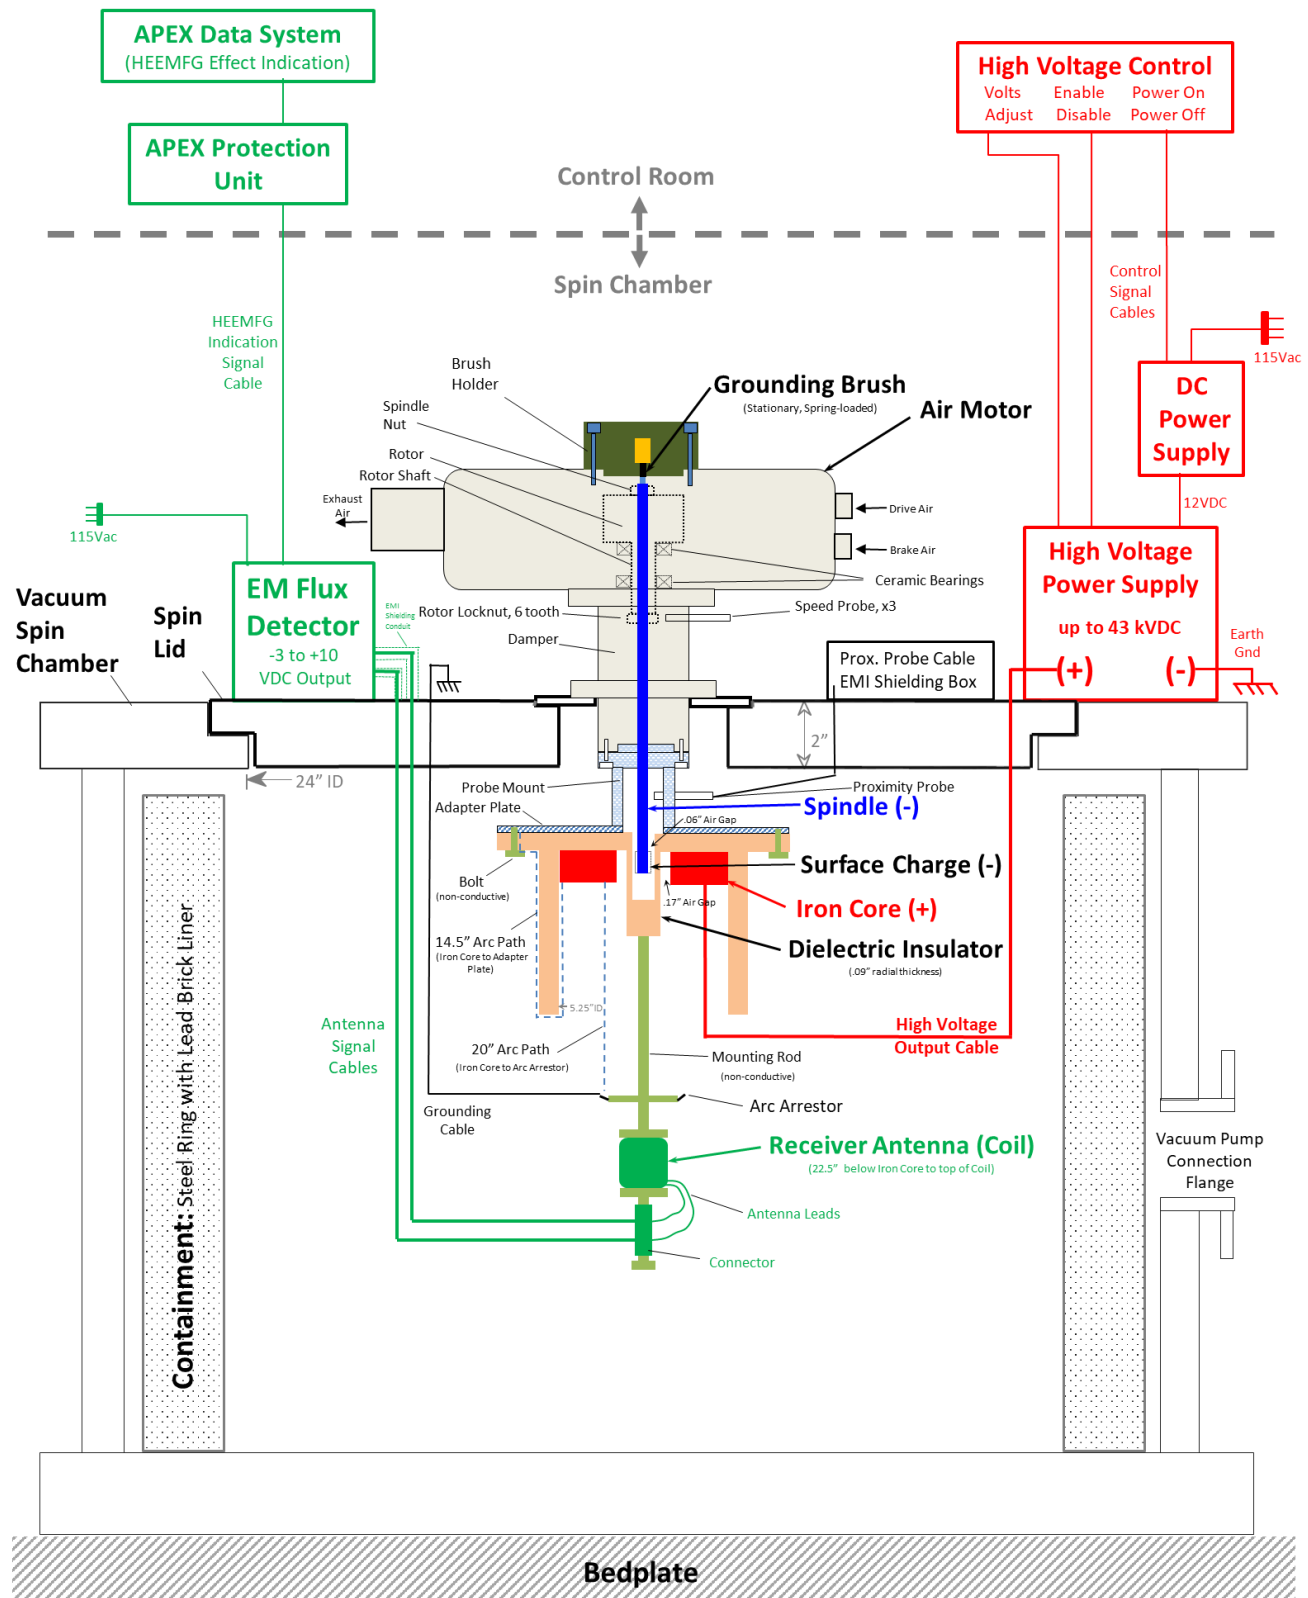 APEX Data System
(HEEMFG Effect Indication)
APEX Protection
Unit
High Voltage Control
Volts Enable Power On
Adjust Disable Power Off
Control Room
Spin Chamber
Control
Signal
Cables
115Vac
HEEMFG
Indication
Signal
Cable
Brush
Holder
Grounding Brush
(Stationary, Spring-loaded)
Air Motor
DC
Power
Supply
Spindle
Nut
Rotor
Rotor Shaft
Exhaust
Air
Drive Air
12VDC
115Vac
Brake Air
Ceramic Bearings
High Voltage
Power Supply
up to 43 kVDC
(+) (-)
Earth
Gnd
Vacuum
Spin
Chamber
Spin
Lid
EM Flux
Detector
-3 to +10
VDC Output
EMI
Shielding
Conduit
Rotor Locknut, 6 tooth
Speed Probe, x3
Damper
Prox. Probe Cable
EMI Shielding Box
2”
24” ID
Probe Mount
Proximity Probe
Adapter Plate
Spindle (-)
.06” Air Gap
Surface Charge (-)
Bolt
(non-conductive)
.17” Air Gap
Iron Core (+)
14.5” Arc Path
(Iron Core to Adapter
Plate)
Dielectric Insulator
(.09” radial thickness)
5.25”ID
Antenna
Signal
Cables
High Voltage
Output Cable
20” Arc Path
(Iron Core to Arc Arrestor)
Mounting Rod
(non-conductive)
Arc Arrestor
Grounding
Cable
Receiver Antenna (Coil)
(22.5” below Iron Core to top of Coil)
Vacuum Pump
Connection
Flange
Antenna Leads
Connector
Containment: Steel Ring with Lead Brick Liner
Bedplate